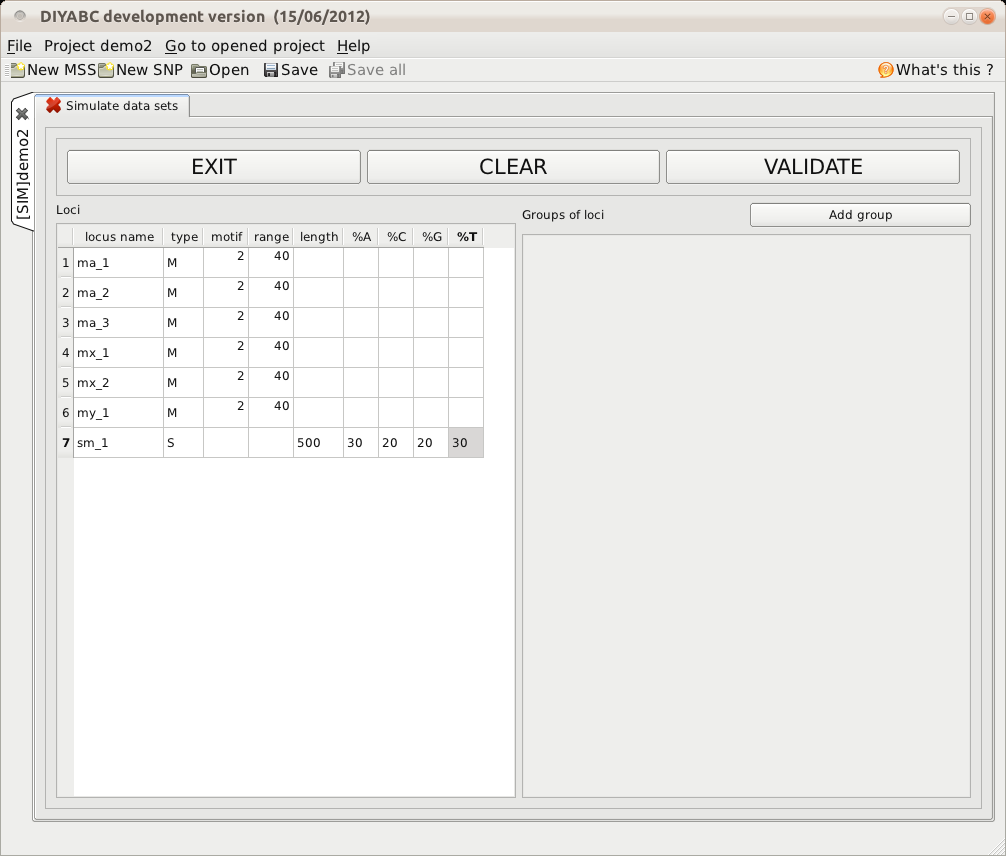 DIYABC development version (15/06/2012)
File Project demo2 Go to opened project Help
New MSS New SNP Open Save Save all What's this ?
[SIM]demo2
Simulate data sets
EXIT CLEAR VALIDATE
Loci
Groups of loci Add group
locus name type motif range length %A %C %G %T
1 ma_1 M 2 40
2 ma_2 M 2 40
3 ma_3 M 2 40
4 mx_1 M 2 40
5 mx_2 M 2 40
6 my_1 M 2 40
7 sm_1 S 500 30 20 20 30